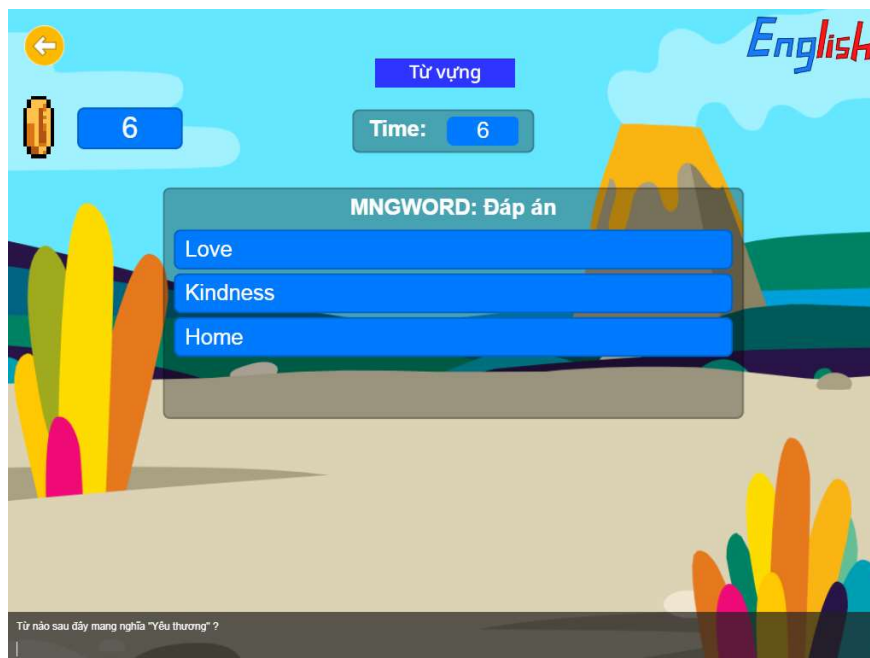 English
Từ vựng
6
Time: 6
MNGWORD: Đáp án
Love
Kindness
Home
Từ nào sau đây mang nghĩa "Yêu thương" ?